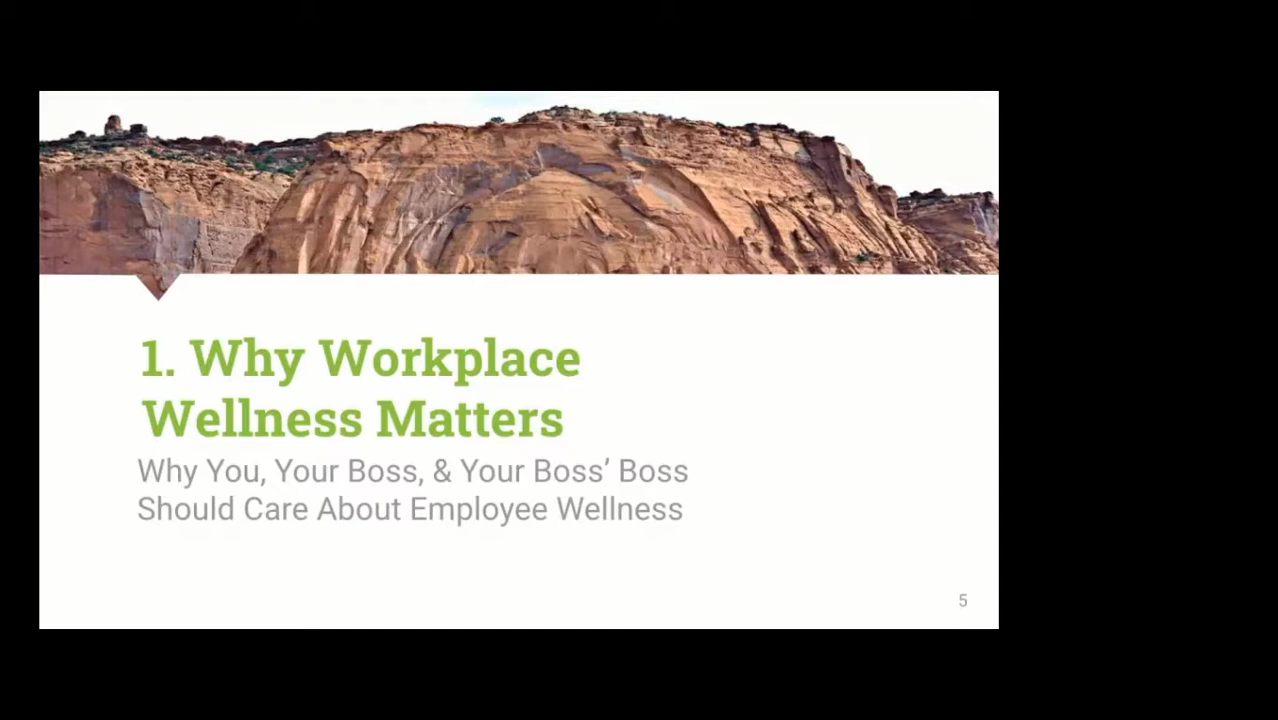 1. Why Workplace
Wellness Matters
Why You, Your Boss, & Your Boss’ Boss
Should Care About Employee Wellness
5